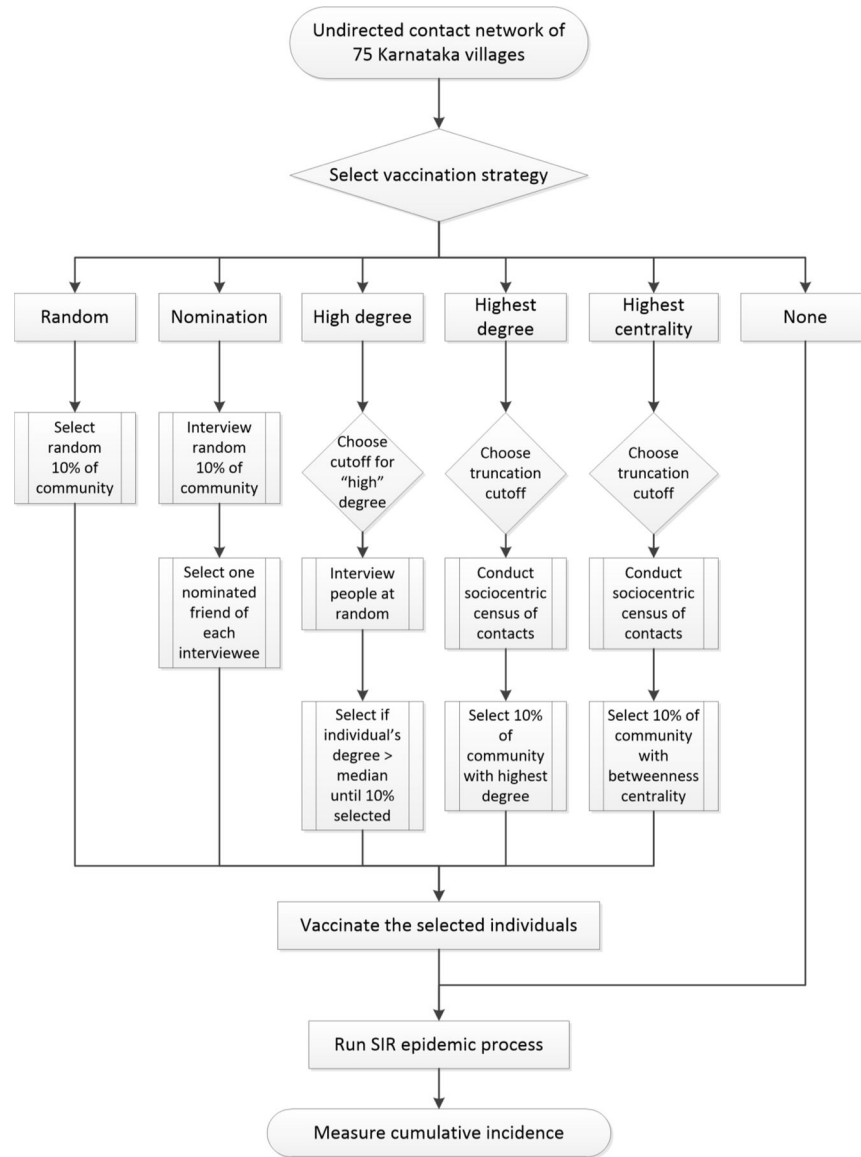 Undirected contact network of
75 Karnataka villages
Select vaccination strategy
Random
Nomination
High degree
Highest
degree
Highest
centrality
None
Select
random
10% of
community
Interview
random
10% of
community
Choose
cutoff for
“high”
degree
Choose
truncation
cutoff
Choose
truncation
cutoff
Select one
nominated
friend of
each
interviewee
Interview
people at
random
Conduct
sociocentric
census of
contacts
Conduct
sociocentric
census of
contacts
Select if
individual’s
degree >
median
until 10%
selected
Select 10%
of
community
with highest
degree
Select 10% of
community
with
betweenness
centrality
Vaccinate the selected individuals
Run SIR epidemic process
Measure cumulative incidence